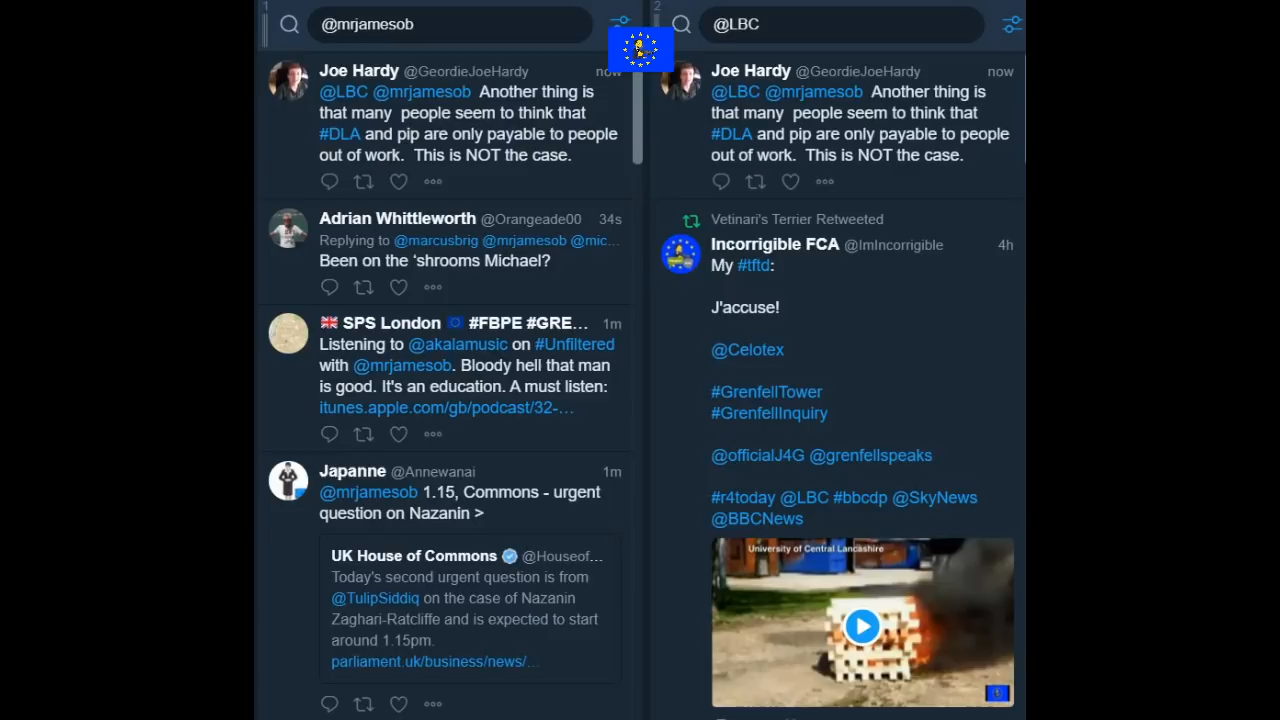 1
@mrjamesob
Joe Hardy @GeordieJoeHardy now
@LBC @mrjamesob Another thing is
that many people seem to think that
#DLA and pip are only payable to people
out of work. This is NOT the case.
Adrian Whittleworth @Orangeade00 34s
Replying to @marcusbrig @mrjamesob @mic...
Been on the ‘shrooms Michael?
SPS London #FBPE #GRE... 1m
Listening to @akalamusic on #Unfiltered
with @mrjamesob. Bloody hell that man
is good. It's an education. A must listen:
itunes.apple.com/gb/podcast/32-...
Japanne @Annewanai 1m
@mrjamesob 1.15, Commons - urgent
question on Nazanin >
UK House of Commons @Houseof...
Today's second urgent question is from
@TulipSiddiq on the case of Nazanin
Zaghari-Ratcliffe and is expected to start
around 1.15pm.
parliament.uk/business/news/...
2
@LBC
Joe Hardy @GeordieJoeHardy now
@LBC @mrjamesob Another thing is
that many people seem to think that
#DLA and pip are only payable to people
out of work. This is NOT the case.
Vetinari's Terrier Retweeted
Incorrigible FCA @ImIncorrigible 4h
My #tftd:
J'accuse!
@Celotex
#GrenfellTower
#GrenfellInquiry
@officialJ4G @grenfellspeaks
#r4today @LBC #bbcdp @SkyNews
@BBCNews
University of Central Lancashire